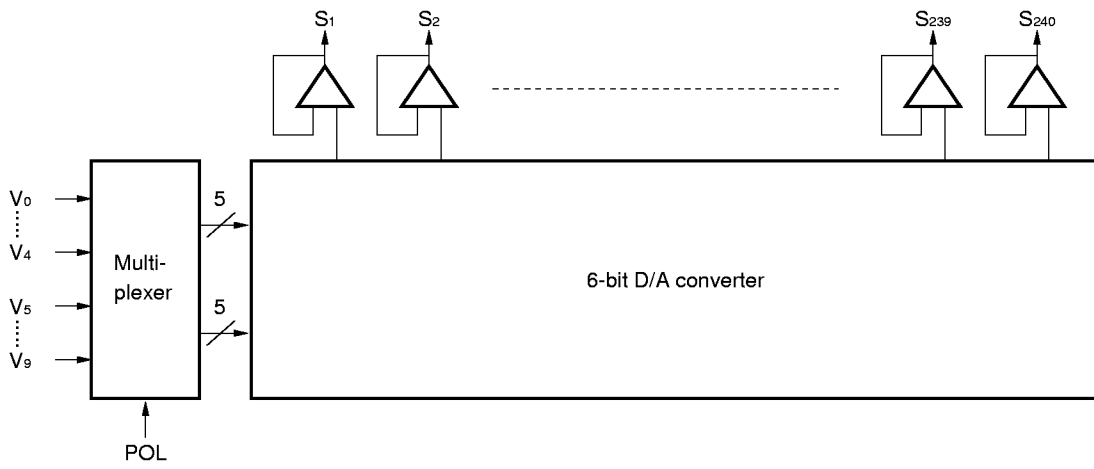 S1 S2 S239 S240
V0
V4
V5
V9
Multi-
plexer
5
5
6-bit D/A converter
POL